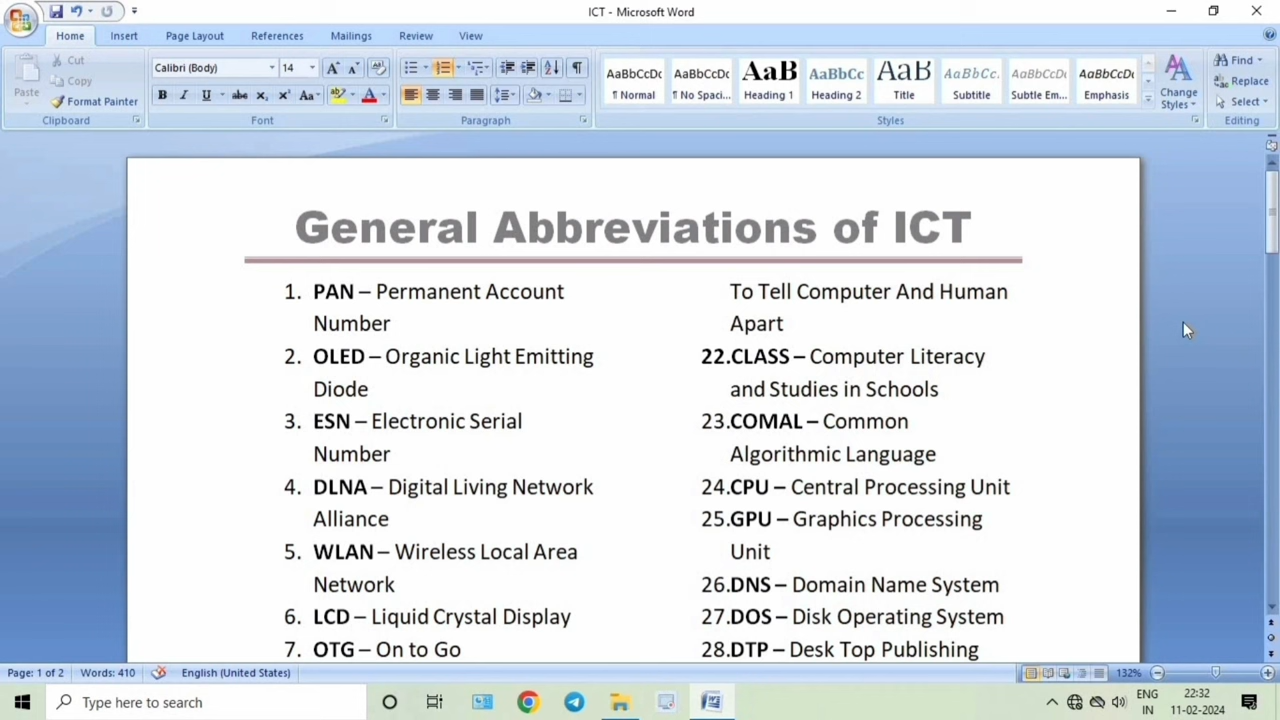 ICT - Microsoft Word
Home Insert Page Layout References Mailings Review View
Cut
Copy
Format Painter
Paste
Clipboard
Calibri (Body) 14
Font
Paragraph
AaBbCcDc AaBbCcDc AaB AaBbCc AaB AaBbCc. AaBbCcDc AaBbCcDc
¶ Normal ¶ No Spaci... Heading 1 Heading 2 Title Subtitle Subtle Em... Emphasis
Styles
Change
Styles
Find
Replace
Select
Editing
General Abbreviations of ICT
1. PAN – Permanent Account
Number
2. OLED – Organic Light Emitting
Diode
3. ESN – Electronic Serial
Number
4. DLNA – Digital Living Network
Alliance
5. WLAN – Wireless Local Area
Network
6. LCD – Liquid Crystal Display
7. OTG – On to Go
To Tell Computer And Human
Apart
22.CLASS – Computer Literacy
and Studies in Schools
23.COMAL – Common
Algorithmic Language
24.CPU – Central Processing Unit
25.GPU – Graphics Processing
Unit
26.DNS – Domain Name System
27.DOS – Disk Operating System
28.DTP – Desk Top Publishing
Page: 1 of 2 Words: 410 English (United States) 132%
Type here to search
ENG
IN
22:32
11-02-2024